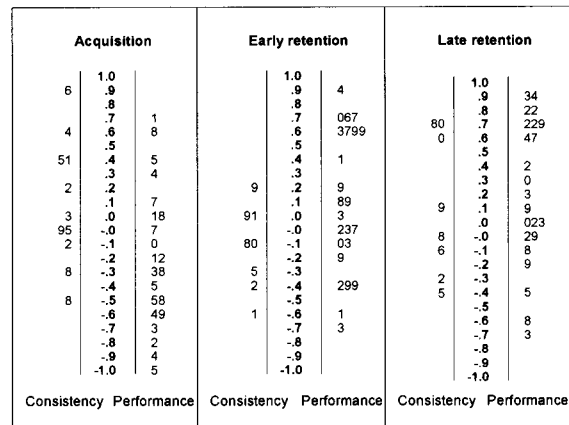 Acquisition
1.0
6 .9
.8
.7 1
4 .6 8
.5
51 .4 5
.3 4
2 .2
.1 7
3 .0 18
95 -.0 7
2 -.1 0
-.2 12
8 -.3 38
-.4 5
8 -.5 58
-.6 49
-.7 3
-.8 2
-.9 4
-1.0 5
Consistency Performance
Early retention
1.0
.9 4
.8
.7 067
.6 3799
.5
.4 1
.3
9 .2 9
.1 89
91 .0 3
-.0 237
80 -.1 03
-.2 9
5 -.3
2 -.4 299
-.5
1 -.6 1
-.7 3
-.8
-.9
-1.0
Consistency Performance
Late retention
1.0
.9 34
.8 22
80 .7 229
0 .6 47
.5
.4 2
.3 0
.2 3
9 .1 9
.0 023
8 -.0 29
6 -.1 8
-.2 9
2 -.3
5 -.4 5
-.5
-.6 8
-.7 3
-.8
-.9
-1.0
Consistency Performance